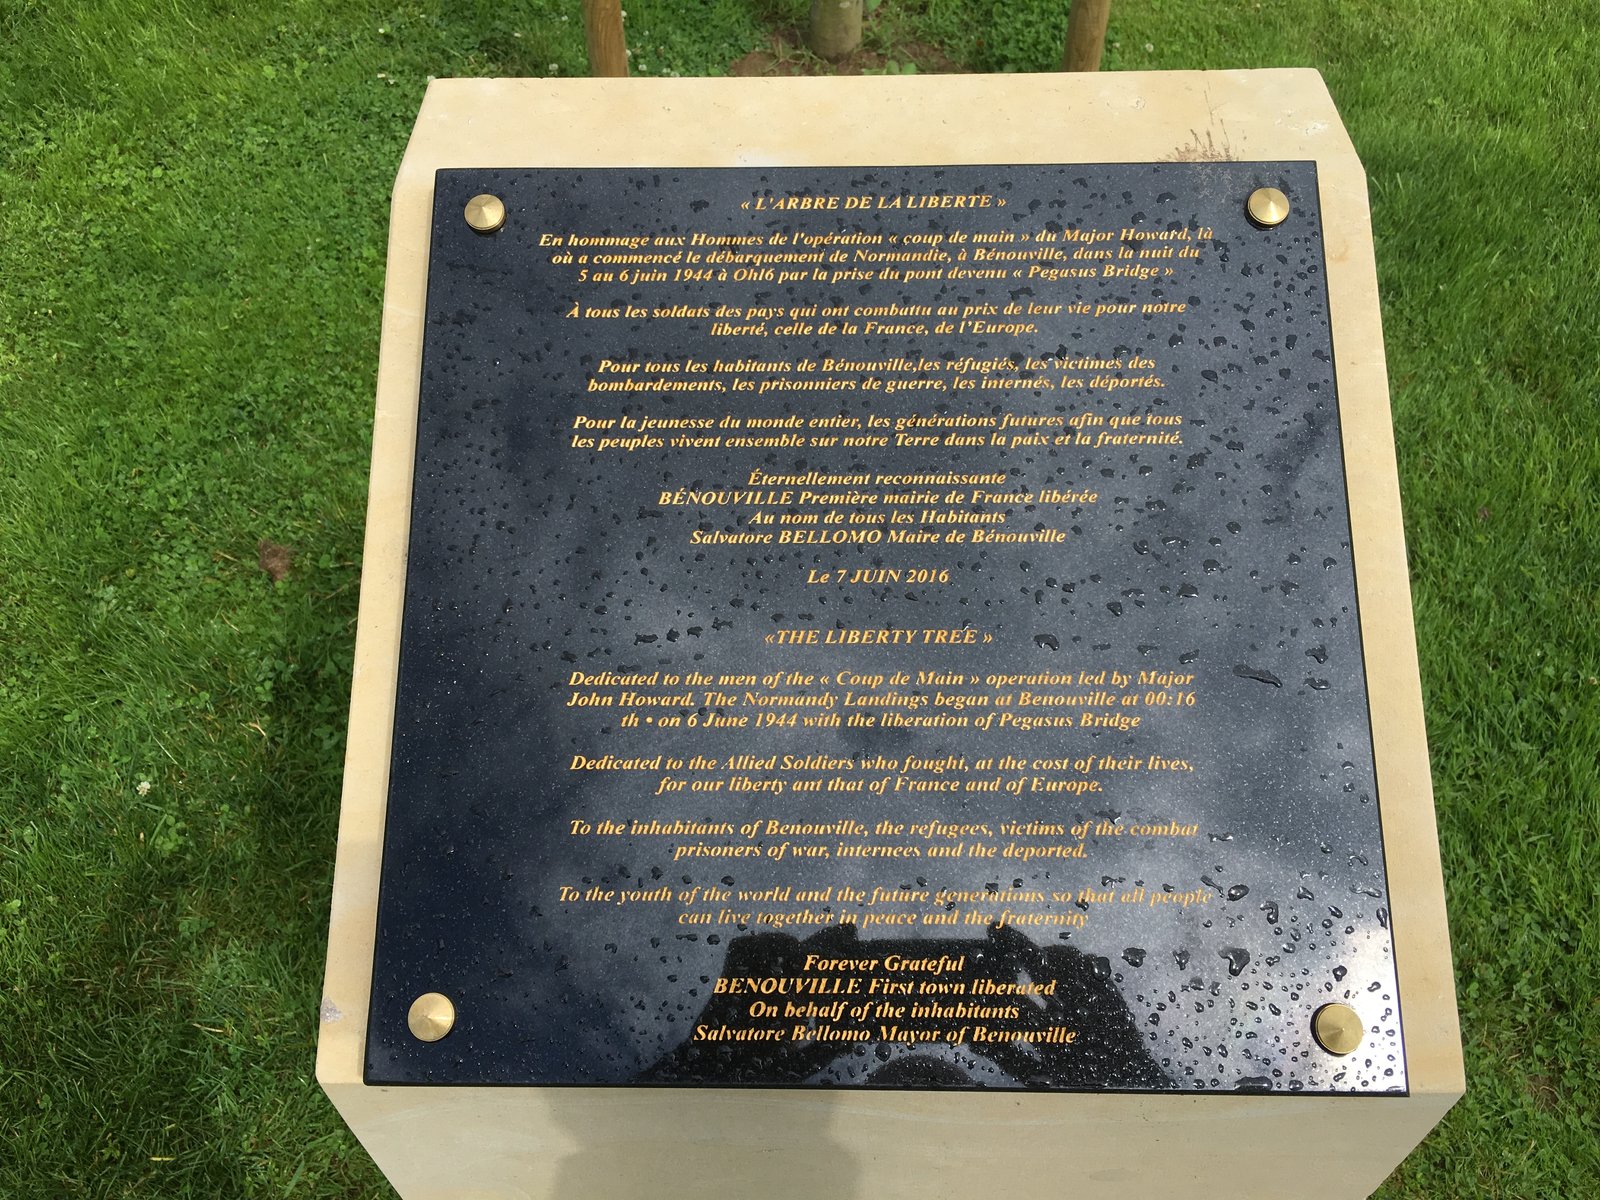 « L'ARBRE DE LA LIBERTE »
En hommage aux Hommes de l'opération « coup de main » du Major Howard, là
où a commencé le débarquement de Normandie, à Bénouville, dans la nuit du
5 au 6 juin 1944 à Ohl6 par la prise du pont devenu « Pegasus Bridge »
À tous les soldats des pays qui ont combattu au prix de leur vie pour notre
liberté, celle de la France, de l'Europe.
Pour tous les habitants de Bénouville,les réfugiés, les victimes des
bombardements, les prisonniers de guerre, les internés, les déportés.
Pour la jeunesse du monde entier, les générations futures afin que tous
les peuples vivent ensemble sur notre Terre dans la paix et la fraternité.
Éternellement reconnaissante
BÉNOUVILLE Première mairie de France libérée
Au nom de tous les Habitants
Salvatore BELLOMO Maire de Bénouville
Le 7 JUIN 2016
«THE LIBERTY TREE »
Dedicated to the men of the « Coup de Main » operation led by Major
John Howard. The Normandy Landings began at Benouville at 00:16
th • on 6 June 1944 with the liberation of Pegasus Bridge
Dedicated to the Allied Soldiers who fought, at the cost of their lives,
for our liberty ant that of France and of Europe.
To the inhabitants of Benouville, the refugees, victims of the combat
prisoners of war, internees and the deported.
To the youth of the world and the future generations so that all people
can live together in peace and the fraternity
Forever Grateful
BENOUVILLE First town liberated
On behalf of the inhabitants
Salvatore Bellomo Mayor of Benouville